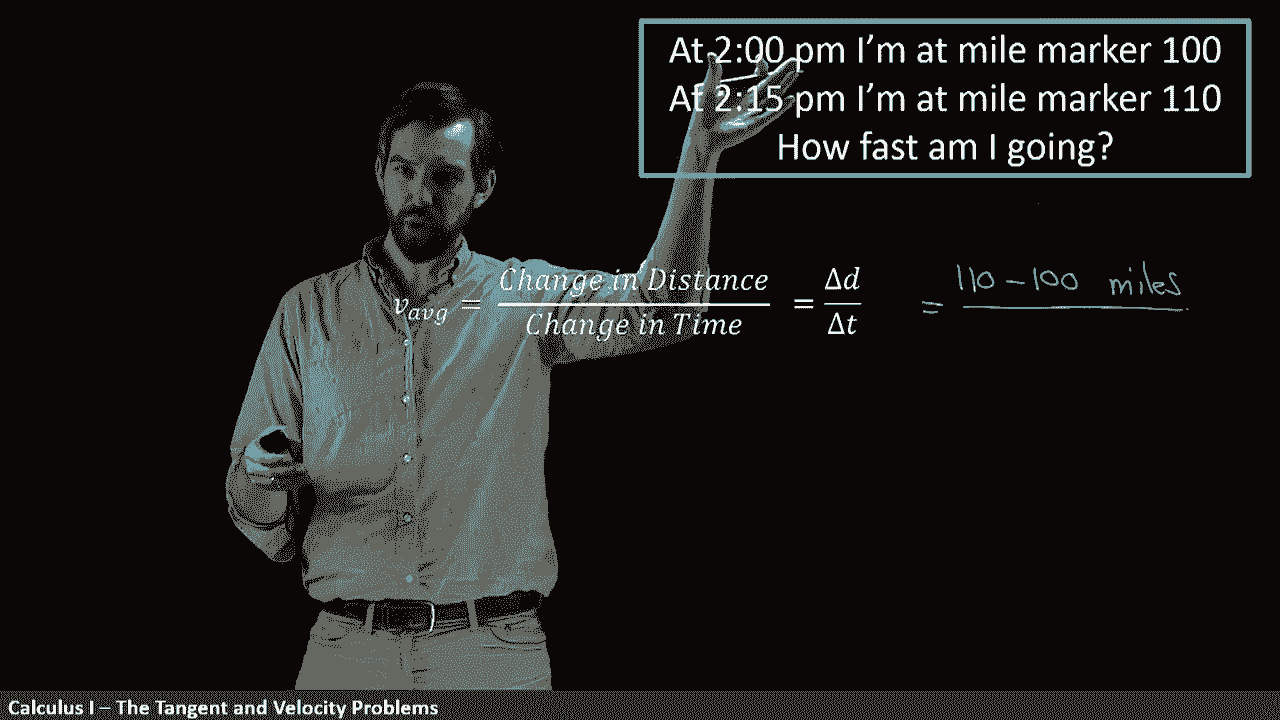 At 2:00 pm I’m at mile marker 100
At 2:15 pm I’m at mile marker 110
How fast am I going?
v_avg = Change in Distance / Change in Time = Δd / Δt = 110 - 100 miles
Calculus I – The Tangent and Velocity Problems